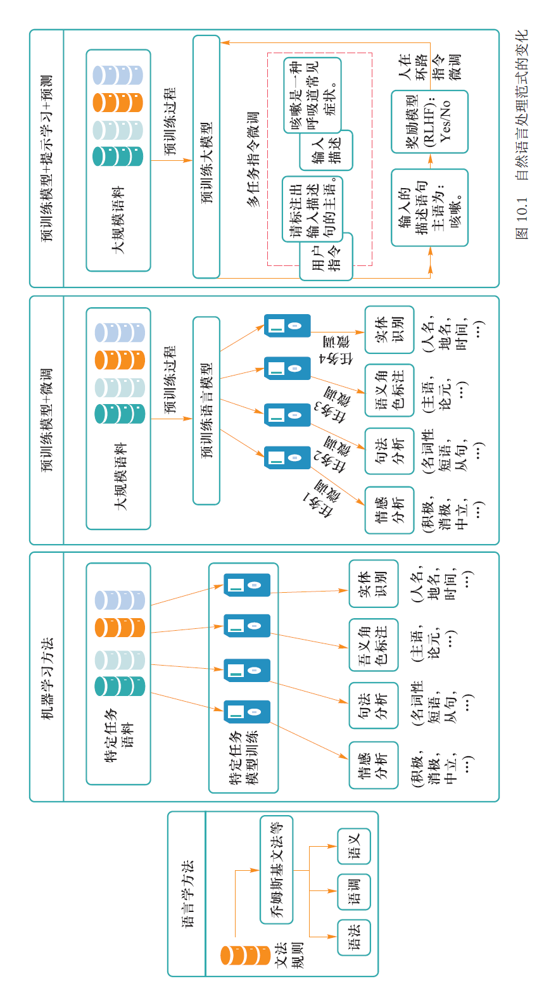 语言学方法
文法
规则
乔姆斯基文法等
语法
语调
语义
机器学习方法
特定任务
语料
特定任务
模型训练
情感
分析
句法
分析
吾义角
色标注
实体
识别
(积极，
消极，
中立，
…)
(名词性
短语，
从句，
…)
(主语，
论元，
…)
(人名，
地名，
时间，
…)
预训练模型+微调
大规模语料
预训练过程
预训练语言模型
任务1
微调
任务2
微调
任务3
微调
任务4
微调
情感
分析
句法
分析
语义角
色标注
实体
识别
(积极，
消极，
中立，
…)
(名词性
短语，
从句，
…)
(主语，
论元，
…)
(人名，
地名，
时间，
…)
预训练模型+提示学习+预测
大规模语料
预训练过程
预训练大模型
多任务指令微调
用户
指令
请标注出
输入描述
句的主语。
输入
描述
咳嗽是一种
呼吸道常见
症状。
输入的
描述语句
主语为：
咳嗽。
奖励模型
(RLHF)：
Yes/No
人在
环路
指令
微调
图 10.1 自然语言处理范式的变化